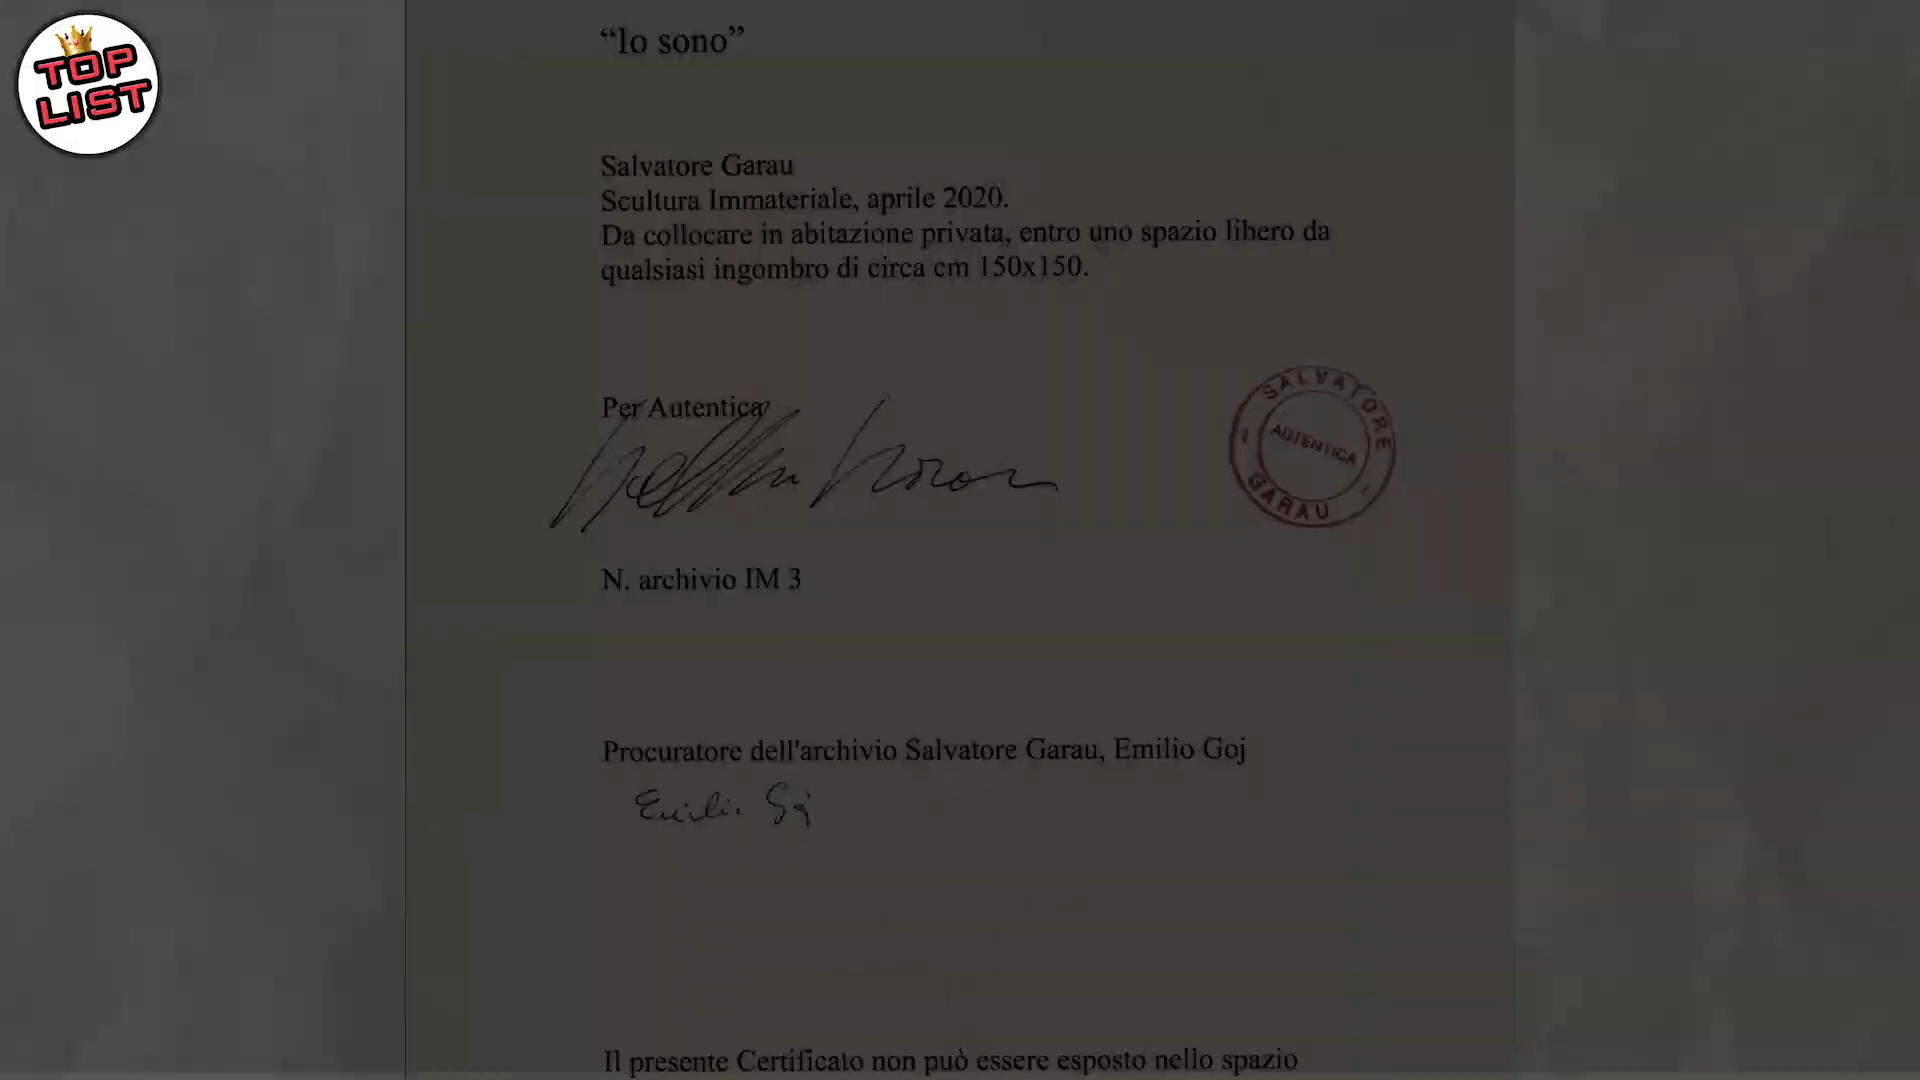 TOP
LIST
“Io sono”
Salvatore Garau
Scultura Immateriale, aprile 2020.
Da collocare in abitazione privata, entro uno spazio libero da
qualsiasi ingombro di circa cm 150x150.
Per Autentica
SALVATORE
AUTENTICA
GARAU
N. archivio IM 3
Procuratore dell'archivio Salvatore Garau, Emilio Goj
Emilio Goj
Il presente Certificato non può essere esposto nello spazio